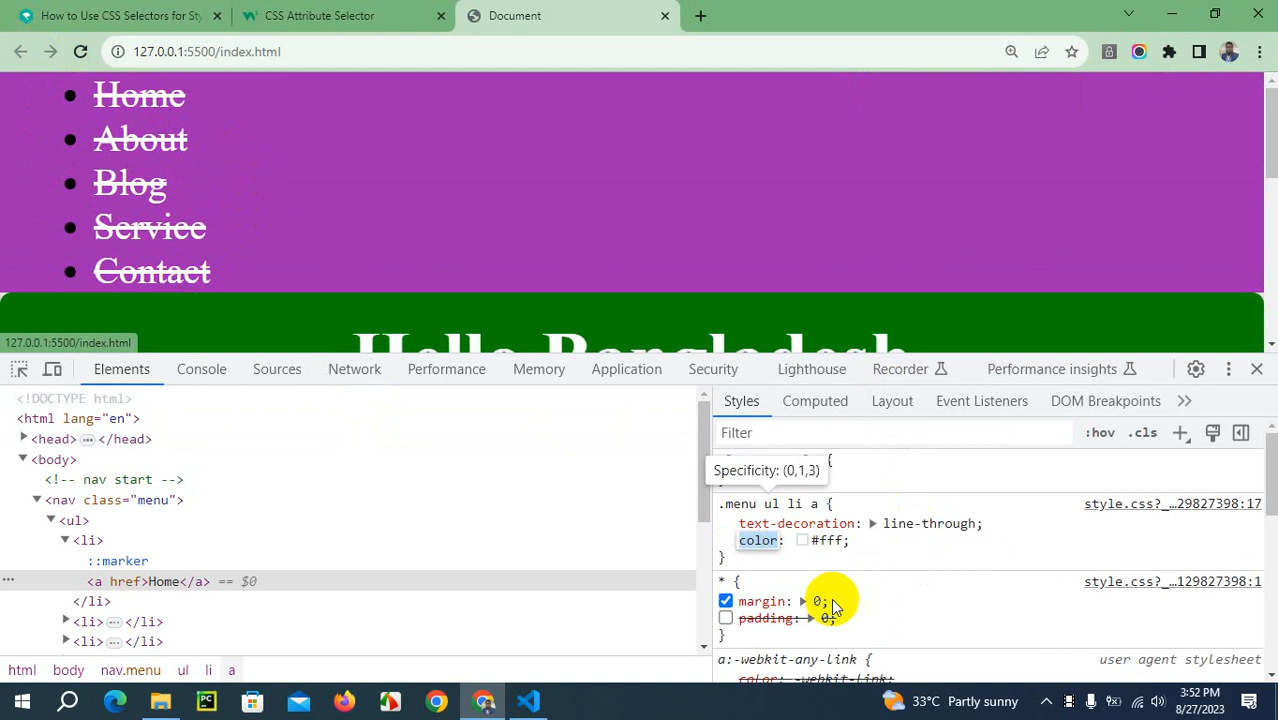 How to Use CSS Selectors for Sty
CSS Attribute Selector
Document
127.0.0.1:5500/index.html
Home
About
Blog
Service
Contact
Hello Bangladesh
127.0.0.1:5500/index.html
Elements Console Sources Network Performance Memory Application Security Lighthouse Recorder Performance insights
<!DOCTYPE html>
<html lang="en">
<head> … </head>
<body>
<!-- nav start -->
<nav class="menu">
<ul>
<li>
::marker
<a href>Home</a> == $0
</li>
<li> … </li>
<li> … </li>
html body nav.menu ul li a
Styles Computed Layout Event Listeners DOM Breakpoints
Filter
:hov .cls
{
Specificity: (0,1,3)
.menu ul li a {
style.css?_…29827398:17
text-decoration: line-through;
color: #fff;
}
* {
style.css?_…129827398:1
margin: 0;
padding: 0;
}
a:-webkit-any-link {
user agent stylesheet
color: -webkit-link;
33°C Partly sunny
3:52 PM
8/27/2023